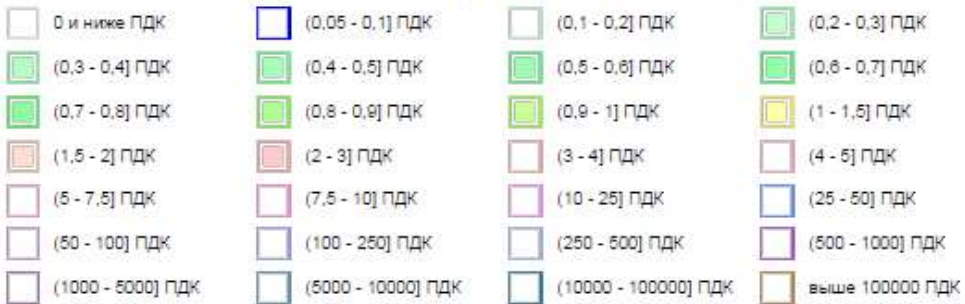 0 и ниже ПДК (0,05 - 0,1] ПДК (0,1 - 0,2] ПДК (0,2 - 0,3] ПДК
(0,3 - 0,4] ПДК (0,4 - 0,5] ПДК (0,5 - 0,6] ПДК (0,6 - 0,7] ПДК
(0,7 - 0,8] ПДК (0,8 - 0,9] ПДК (0,9 - 1] ПДК (1 - 1,5] ПДК
(1,5 - 2] ПДК (2 - 3] ПДК (3 - 4] ПДК (4 - 5] ПДК
(5 - 7,5] ПДК (7,5 - 10] ПДК (10 - 25] ПДК (25 - 50] ПДК
(50 - 100] ПДК (100 - 250] ПДК (250 - 500] ПДК (500 - 1000] ПДК
(1000 - 5000] ПДК (5000 - 10000] ПДК (10000 - 100000] ПДК выше 100000 ПДК